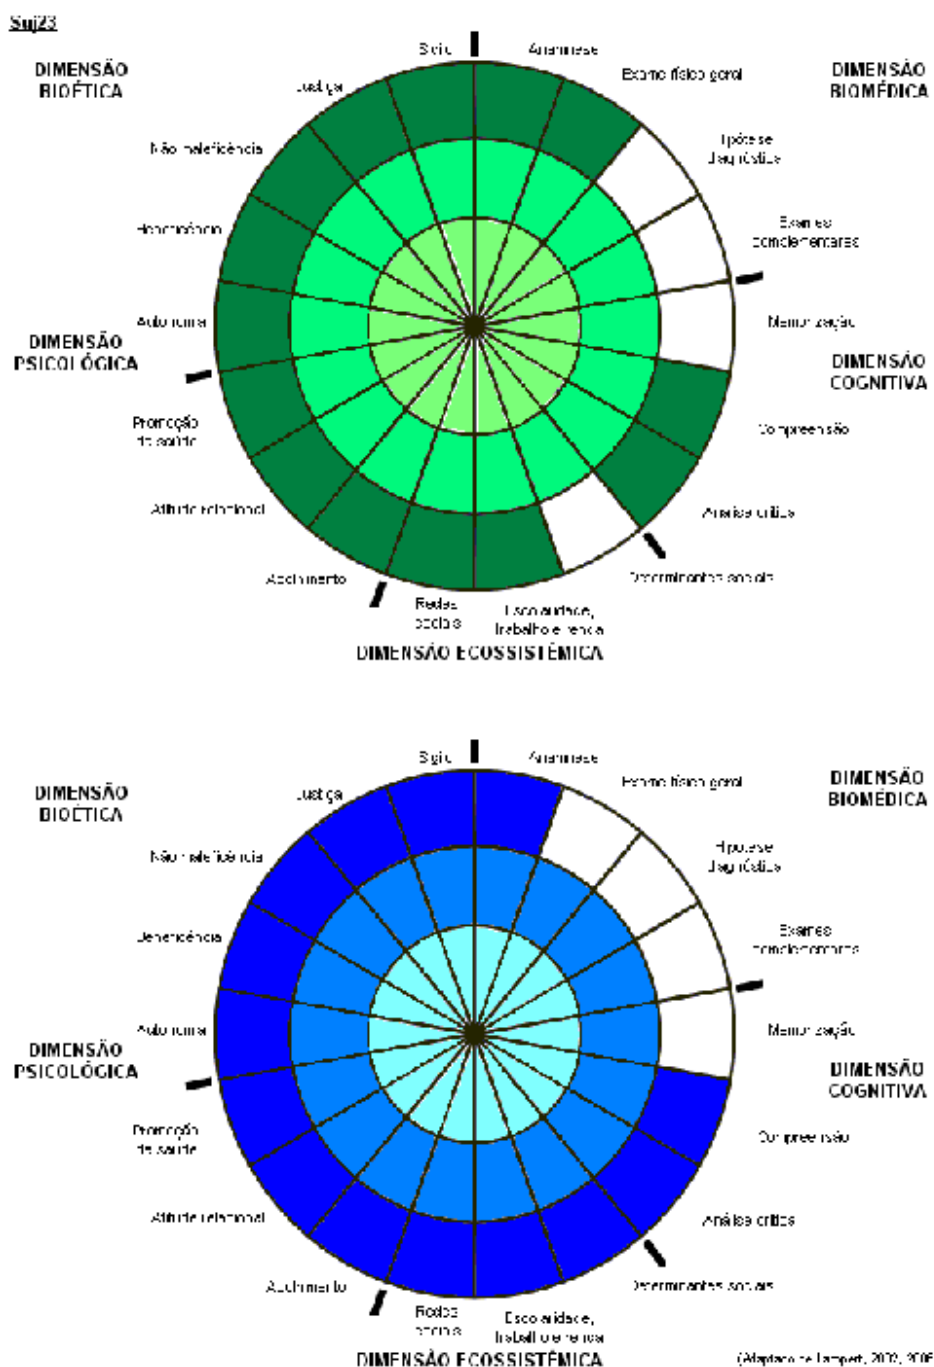 Suj23
DIMENSÃO
BIOÉTICA
Sigilo
Anamnese
Exame físico geral
DIMENSÃO
BIOMÉDICA
Justiça
Hipótese
diagnóstica
Não maleficência
Beneficência
Exames
complementares
Autonomia
Memorização
DIMENSÃO
PSICOLÓGICA
DIMENSÃO
COGNITIVA
Promoção
da saúde
Compreensão
Atitude relacional
Análise crítica
Acolhimento
Determinantes sociais
Redes
sociais
Escolaridade,
trabalho e renda
DIMENSÃO ECOSSISTÊMICA
DIMENSÃO
BIOÉTICA
Sigilo
Anamnese
Exame físico geral
DIMENSÃO
BIOMÉDICA
Justiça
Hipótese
diagnóstica
Não maleficência
Beneficência
Exames
complementares
Autonomia
Memorização
DIMENSÃO
PSICOLÓGICA
DIMENSÃO
COGNITIVA
Promoção
da saúde
Compreensão
Atitude relacional
Análise crítica
Acolhimento
Determinantes sociais
Redes
sociais
Escolaridade,
trabalho e renda
DIMENSÃO ECOSSISTÊMICA
(Adaptado de Lampert, 2002, 2006